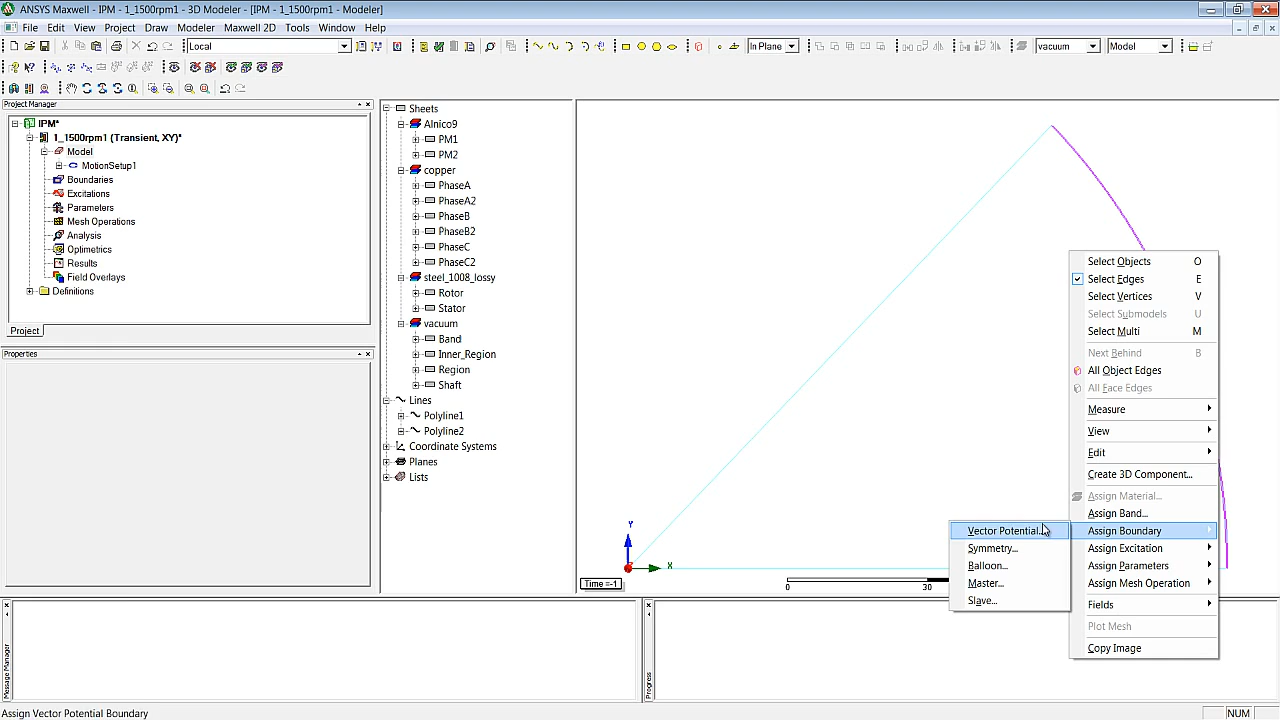 ANSYS Maxwell - IPM - 1_1500rpm1 - 3D Modeler - [IPM - 1_1500rpm1 - Modeler]
File Edit View Project Draw Modeler Maxwell 2D Tools Window Help
Local In Plane vacuum Model
Project Manager
IPM*
1_1500rpm1 (Transient, XY)*
Model
MotionSetup1
Boundaries
Excitations
Parameters
Mesh Operations
Analysis
Optimetrics
Results
Field Overlays
Definitions
Project
Properties
Sheets
Alnico9
PM1
PM2
copper
PhaseA
PhaseA2
PhaseB
PhaseB2
PhaseC
PhaseC2
steel_1008_lossy
Rotor
Stator
vacuum
Band
Inner_Region
Region
Shaft
Lines
Polyline1
Polyline2
Coordinate Systems
Planes
Lists
Y
X
Time =-1
0 30
Select Objects O
Select Edges E
Select Vertices V
Select Submodels U
Select Multi M
Next Behind B
All Object Edges
All Face Edges
Measure
View
Edit
Create 3D Component...
Assign Material...
Assign Band...
Assign Boundary
Assign Excitation
Assign Parameters
Assign Mesh Operation
Fields
Plot Mesh
Copy Image
Vector Potential...
Symmetry...
Balloon...
Master...
Slave...
Message Manager
Progress
Assign Vector Potential Boundary
NUM